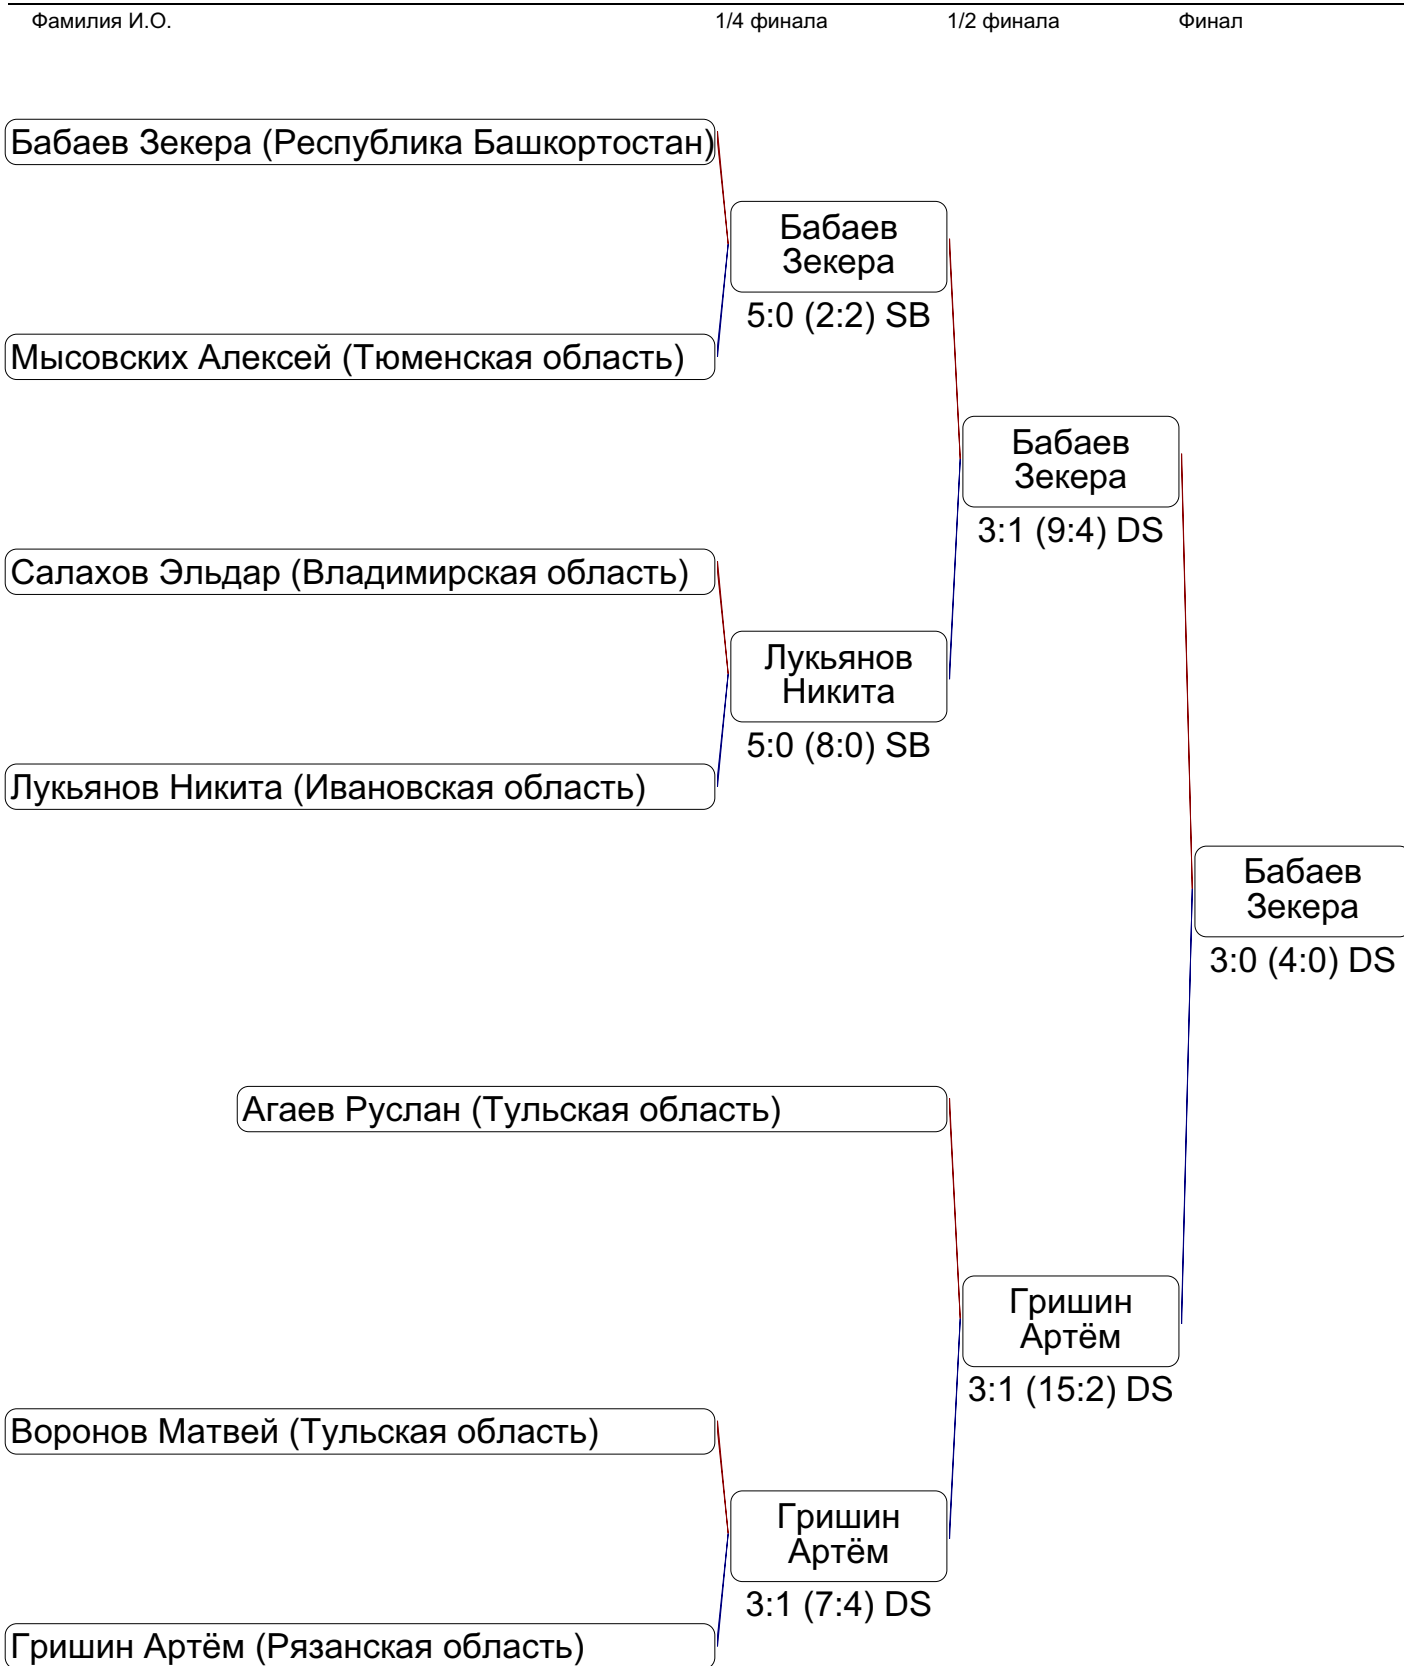 Фамилия И.О. 1/4 финала 1/2 финала Финал
Бабаев Зекера (Республика Башкортостан)
Бабаев
Зекера
5:0 (2:2) SB
Мысовских Алексей (Тюменская область)
Бабаев
Зекера
3:1 (9:4) DS
Салахов Эльдар (Владимирская область)
Лукьянов
Никита
5:0 (8:0) SB
Лукьянов Никита (Ивановская область)
Бабаев
Зекера
3:0 (4:0) DS
Агаев Руслан (Тульская область)
Гришин
Артём
3:1 (15:2) DS
Воронов Матвей (Тульская область)
Гришин
Артём
3:1 (7:4) DS
Гришин Артём (Рязанская область)